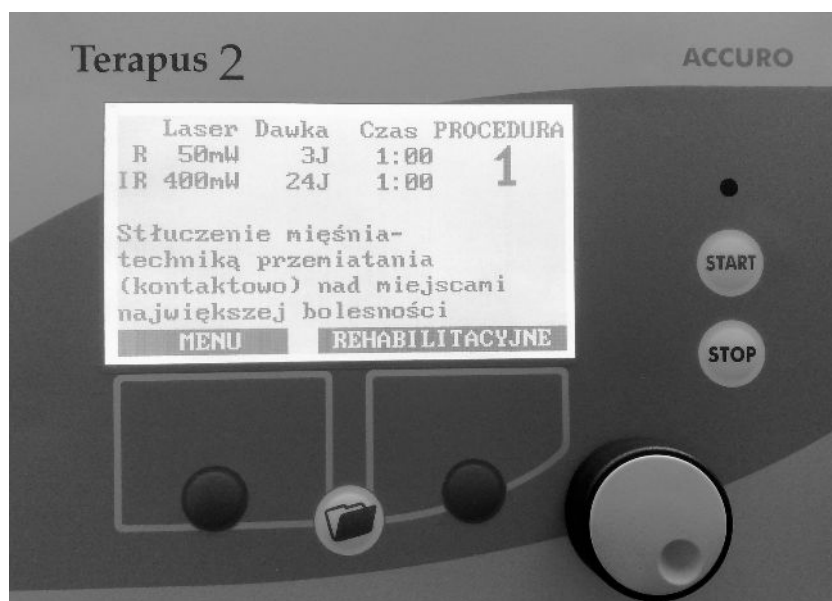 Terapus 2
ACCURO
Laser Dawka Czas PROCEDURA
R 50mW 3J 1:00 1
IR 400mW 24J 1:00
Stłuczenie mięśnia-
techniką przemiatania
(kontaktowo) nad miejscami
największej bolesności
MENU REHABILITACYJNE
START
STOP